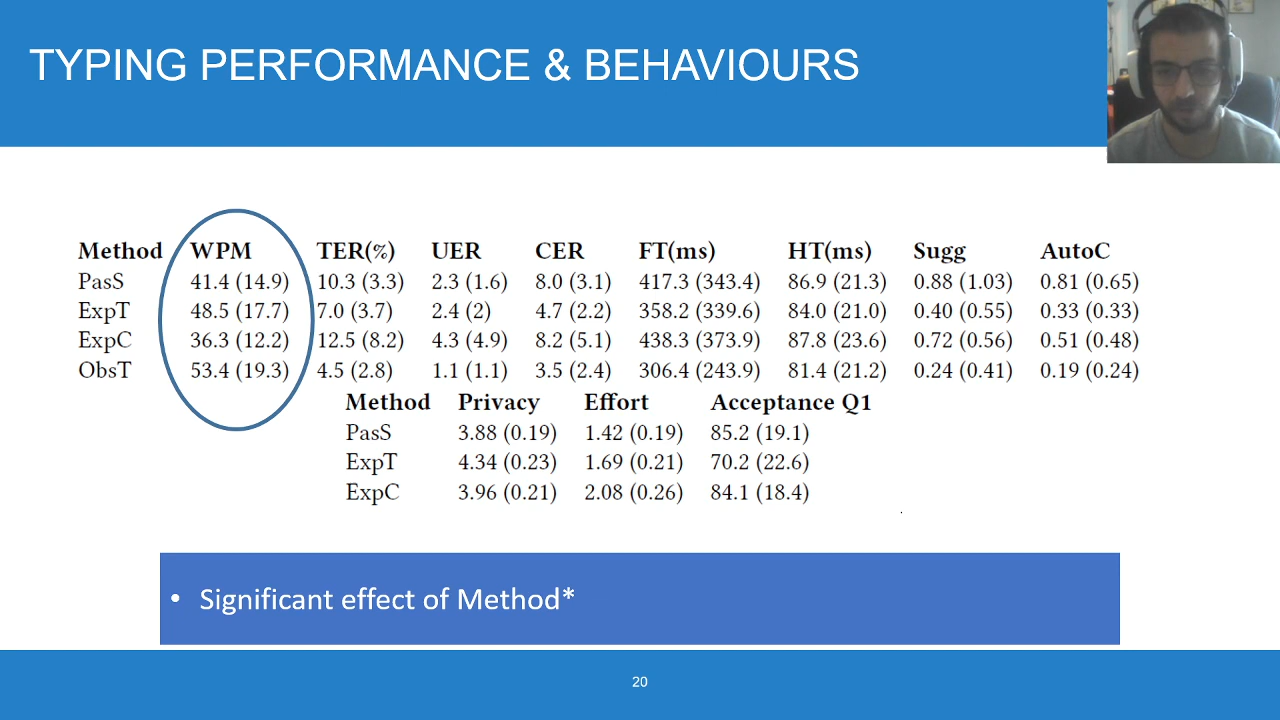 TYPING PERFORMANCE & BEHAVIOURS
Method WPM TER(%) UER CER FT(ms) HT(ms) Sugg AutoC
PasS 41.4 (14.9) 10.3 (3.3) 2.3 (1.6) 8.0 (3.1) 417.3 (343.4) 86.9 (21.3) 0.88 (1.03) 0.81 (0.65)
ExpT 48.5 (17.7) 7.0 (3.7) 2.4 (2) 4.7 (2.2) 358.2 (339.6) 84.0 (21.0) 0.40 (0.55) 0.33 (0.33)
ExpC 36.3 (12.2) 12.5 (8.2) 4.3 (4.9) 8.2 (5.1) 438.3 (373.9) 87.8 (23.6) 0.72 (0.56) 0.51 (0.48)
ObsT 53.4 (19.3) 4.5 (2.8) 1.1 (1.1) 3.5 (2.4) 306.4 (243.9) 81.4 (21.2) 0.24 (0.41) 0.19 (0.24)
Method Privacy Effort Acceptance Q1
PasS 3.88 (0.19) 1.42 (0.19) 85.2 (19.1)
ExpT 4.34 (0.23) 1.69 (0.21) 70.2 (22.6)
ExpC 3.96 (0.21) 2.08 (0.26) 84.1 (18.4)
• Significant effect of Method*
20